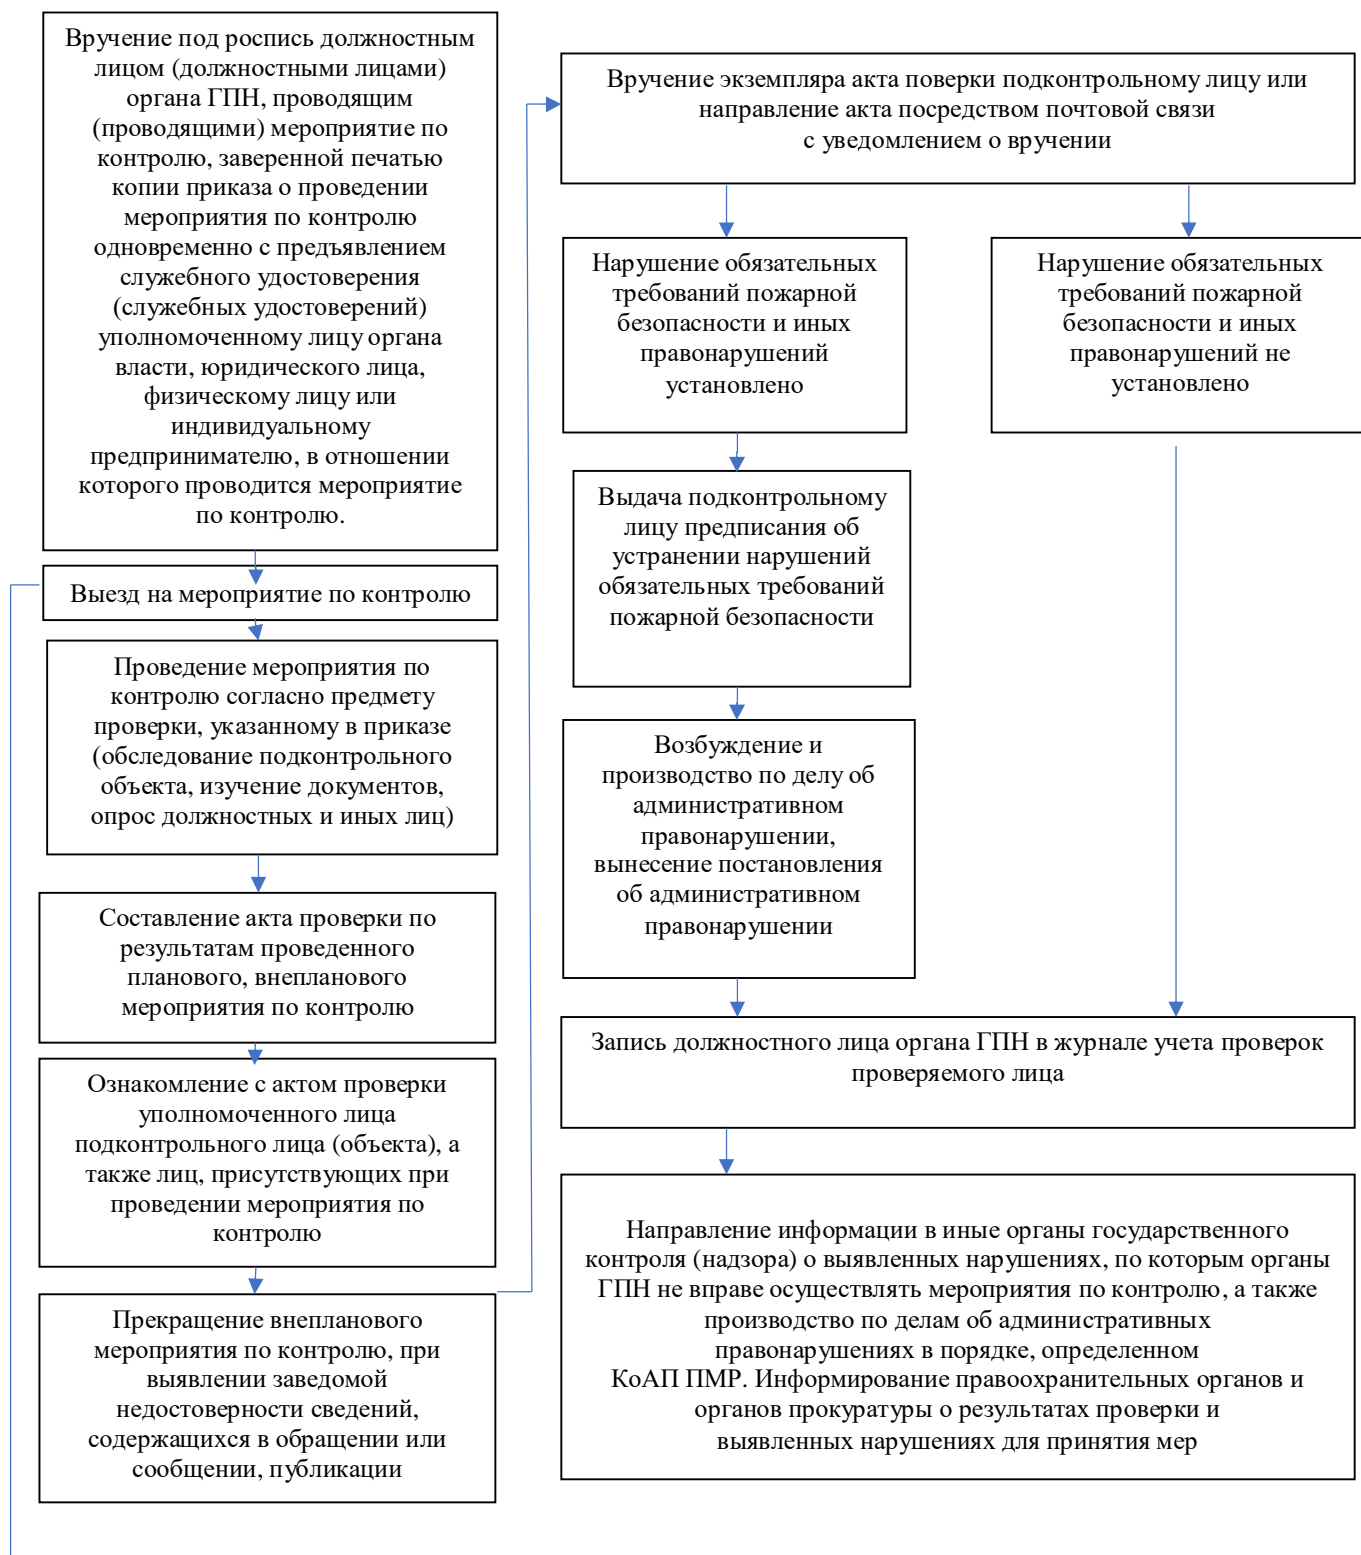 Вручение под роспись должностным
лицом (должностными лицами)
органа ГПН, проводящим
(проводящими) мероприятие по
контролю, заверенной печатью
копии приказа о проведении
мероприятия по контролю
одновременно с предъявлением
служебного удостоверения
(служебных удостоверений)
уполномоченному лицу органа
власти, юридического лица,
физическому лицу или
индивидуальному
предпринимателю, в отношении
которого проводится мероприятие
по контролю.
Выезд на мероприятие по контролю
Проведение мероприятия по
контролю согласно предмету
проверки, указанному в приказе
(обследование подконтрольного
объекта, изучение документов,
опрос должностных и иных лиц)
Составление акта проверки по
результатам проведенного
планового, внепланового
мероприятия по контролю
Ознакомление с актом проверки
уполномоченного лица
подконтрольного лица (объекта), а
также лиц, присутствующих при
проведении мероприятия по
контролю
Прекращение внепланового
мероприятия по контролю, при
выявлении заведомой
недостоверности сведений,
содержащихся в обращении или
сообщении, публикации
Вручение экземпляра акта поверки подконтрольному лицу или
направление акта посредством почтовой связи
с уведомлением о вручении
Нарушение обязательных
требований пожарной
безопасности и иных
правонарушений
установлено
Нарушение обязательных
требований пожарной
безопасности и иных
правонарушений не
установлено
Выдача подконтрольному
лицу предписания об
устранении нарушений
обязательных требований
пожарной безопасности
Возбуждение и
производство по делу об
административном
правонарушении,
вынесение постановления
об административном
правонарушении
Запись должностного лица органа ГПН в журнале учета проверок
проверяемого лица
Направление информации в иные органы государственного
контроля (надзора) о выявленных нарушениях, по которым органы
ГПН не вправе осуществлять мероприятия по контролю, а также
производство по делам об административных
правонарушениях в порядке, определенном
КоАП ПМР. Информирование правоохранительных органов и
органов прокуратуры о результатах проверки и
выявленных нарушениях для принятия мер